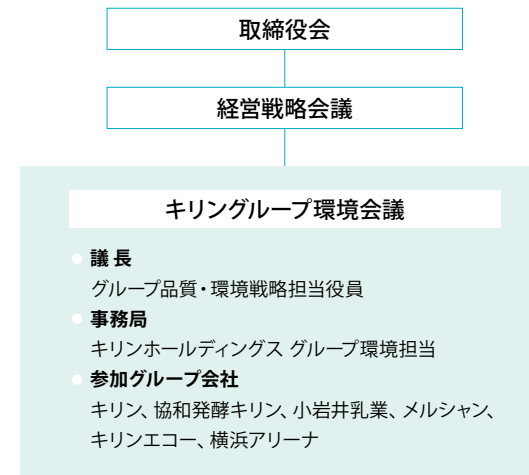 取締役会
経営戦略会議
キリングループ環境会議
議 長
グループ品質・環境戦略担当役員
事務局
キリンホールディングス グループ環境担当
参加グループ会社
キリン、協和発酵キリン、小岩井乳業、メルシャン、
キリンエコー、横浜アリーナ